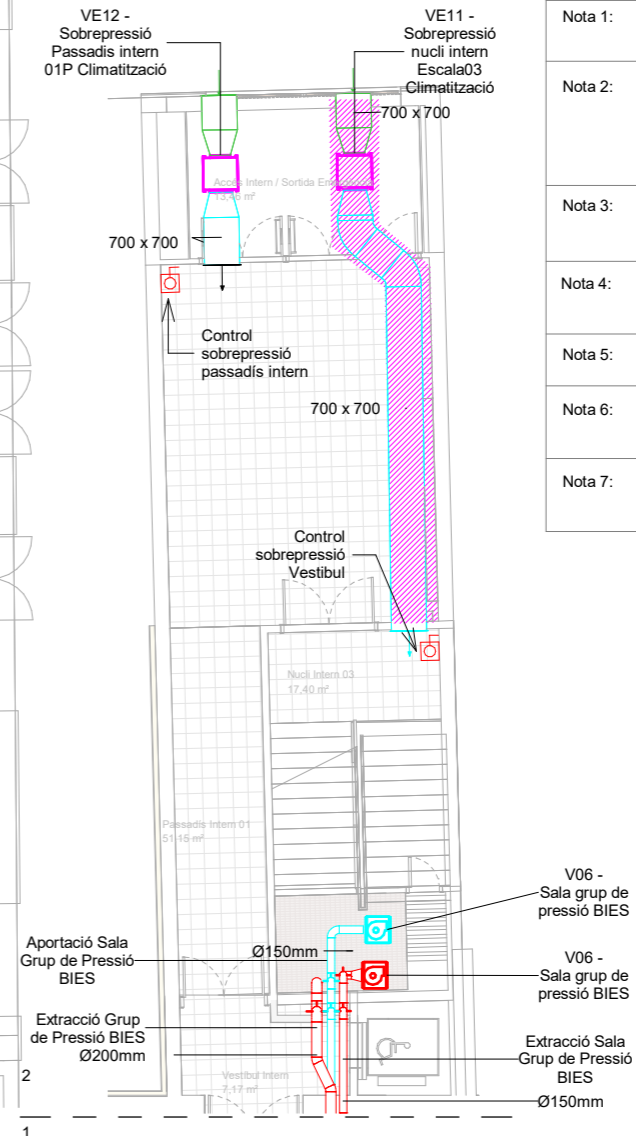 VE12 -
Sobrepressió
Passadis intern
01P Climatització
VE11 -
Sobrepressió
nucli intern
Escala03
Climatització
700 x 700
Nota 1:
Nota 2:
Nota 3:
Nota 4:
Nota 5:
Nota 6:
Nota 7:
Accés Intern / Sortida
700 x 700
Control
sobrepressió
passadís intern
700 x 700
Control
sobrepressió
Vestibul
Nucli Intern 03
17,40 m²
Passadís Intern 01
51,15 m²
V06 -
Sala grup de
pressió BIES
Aportació Sala
Grup de Pressió
BIES
Ø150mm
V06 -
Sala grup de
pressió BIES
Extracció Grup
de Pressió BIES
Ø200mm
Extracció Sala
Grup de Pressió
BIES
Ø150mm
Vestíbul Intern
7,17 m²
2
1